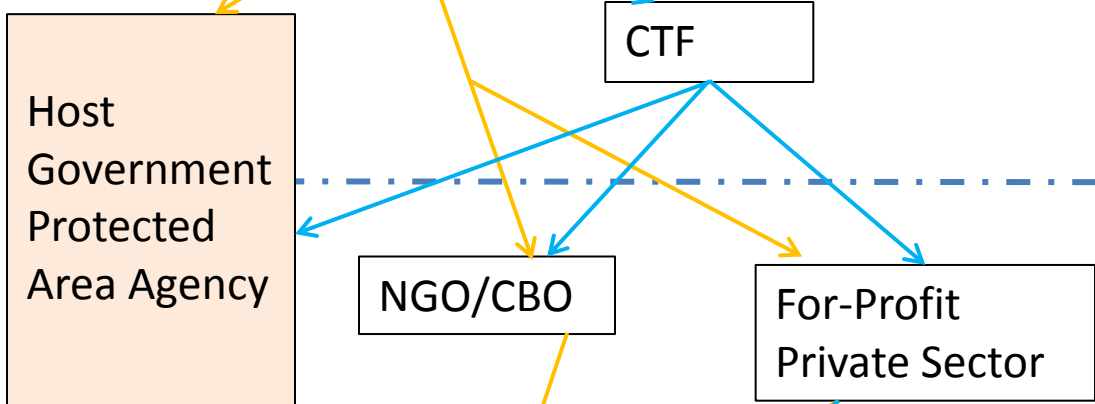 CTF
Host
Government
Protected
Area Agency
NGO/CBO
For-Profit
Private Sector